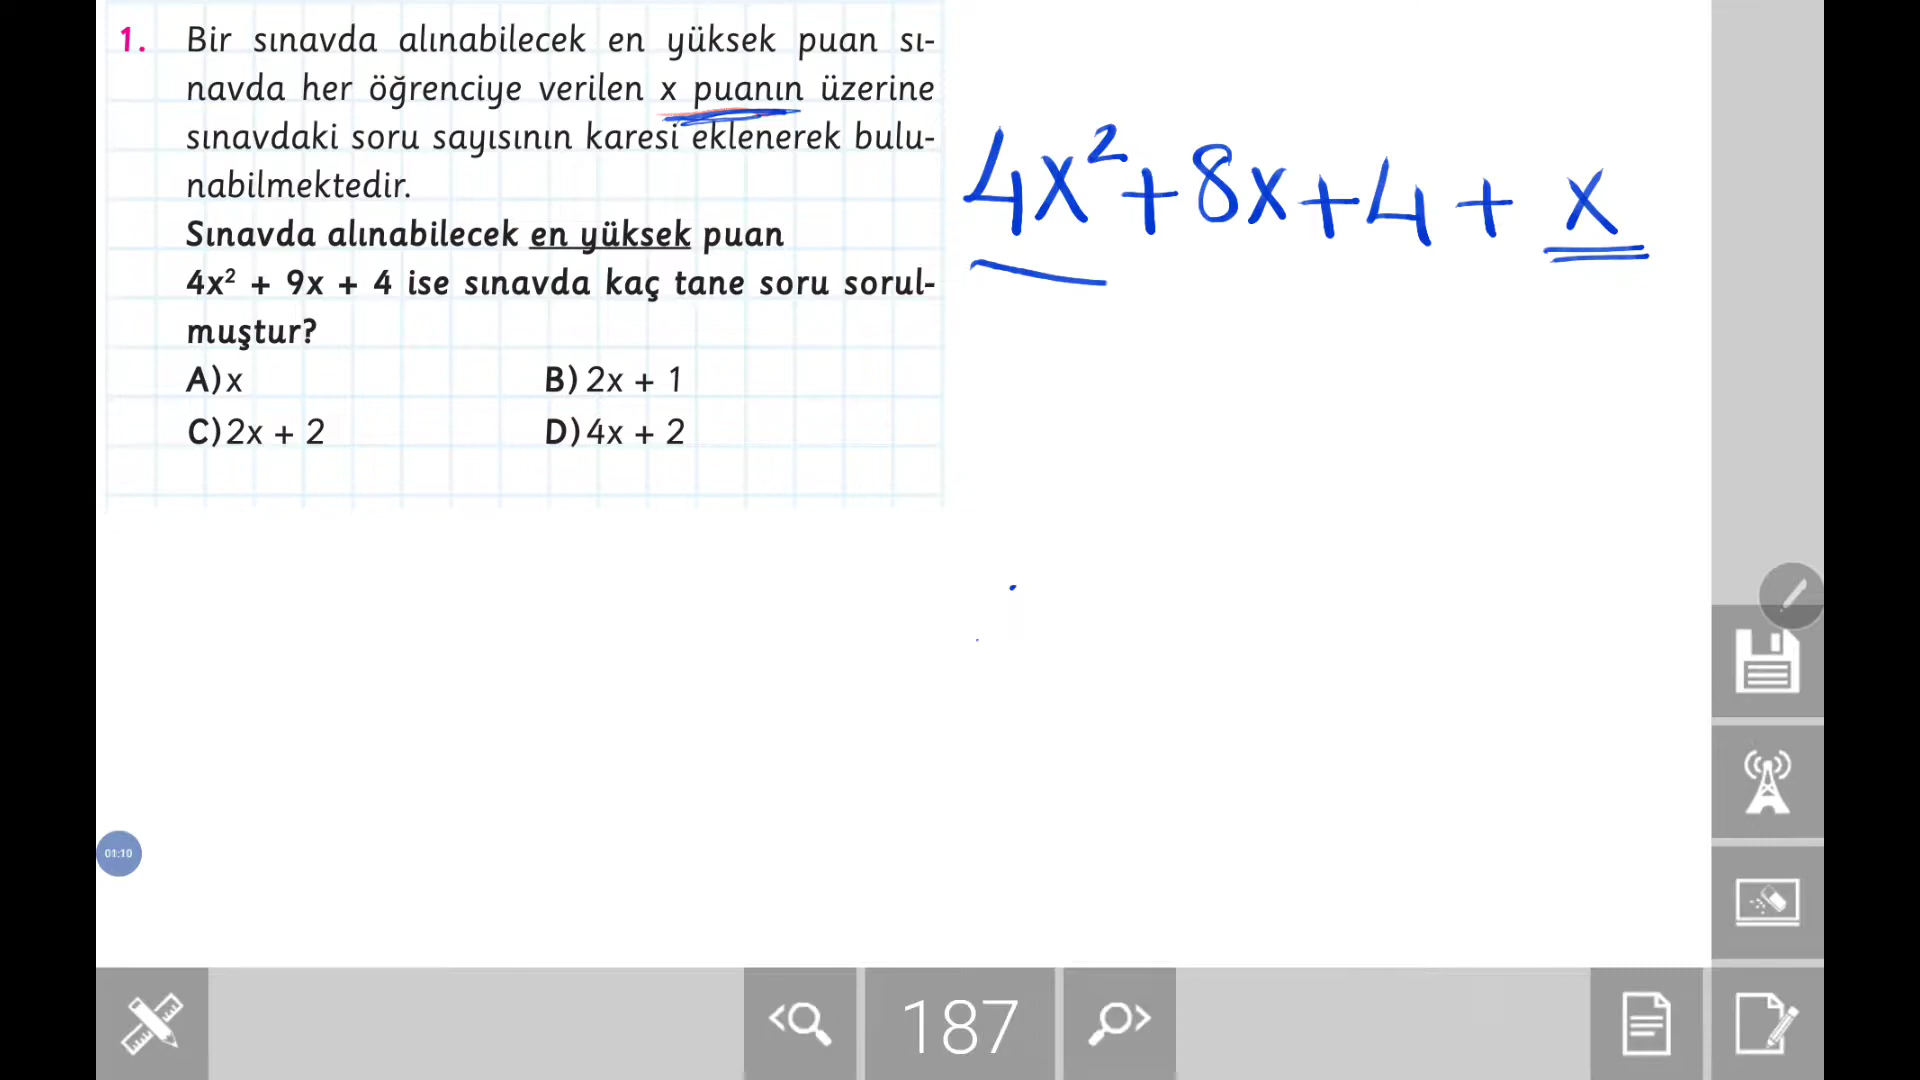 1. Bir sınavda alınabilecek en yüksek puan sı-
navda her öğrenciye verilen x puanın üzerine
sınavdaki soru sayısının karesi eklenerek bulu-
nabilmektedir.
Sınavda alınabilecek en yüksek puan
4x² + 9x + 4 ise sınavda kaç tane soru sorul-
muştur?
A) x B) 2x + 1
C) 2x + 2 D) 4x + 2
4x² + 8x + 4 + x
01:10
187